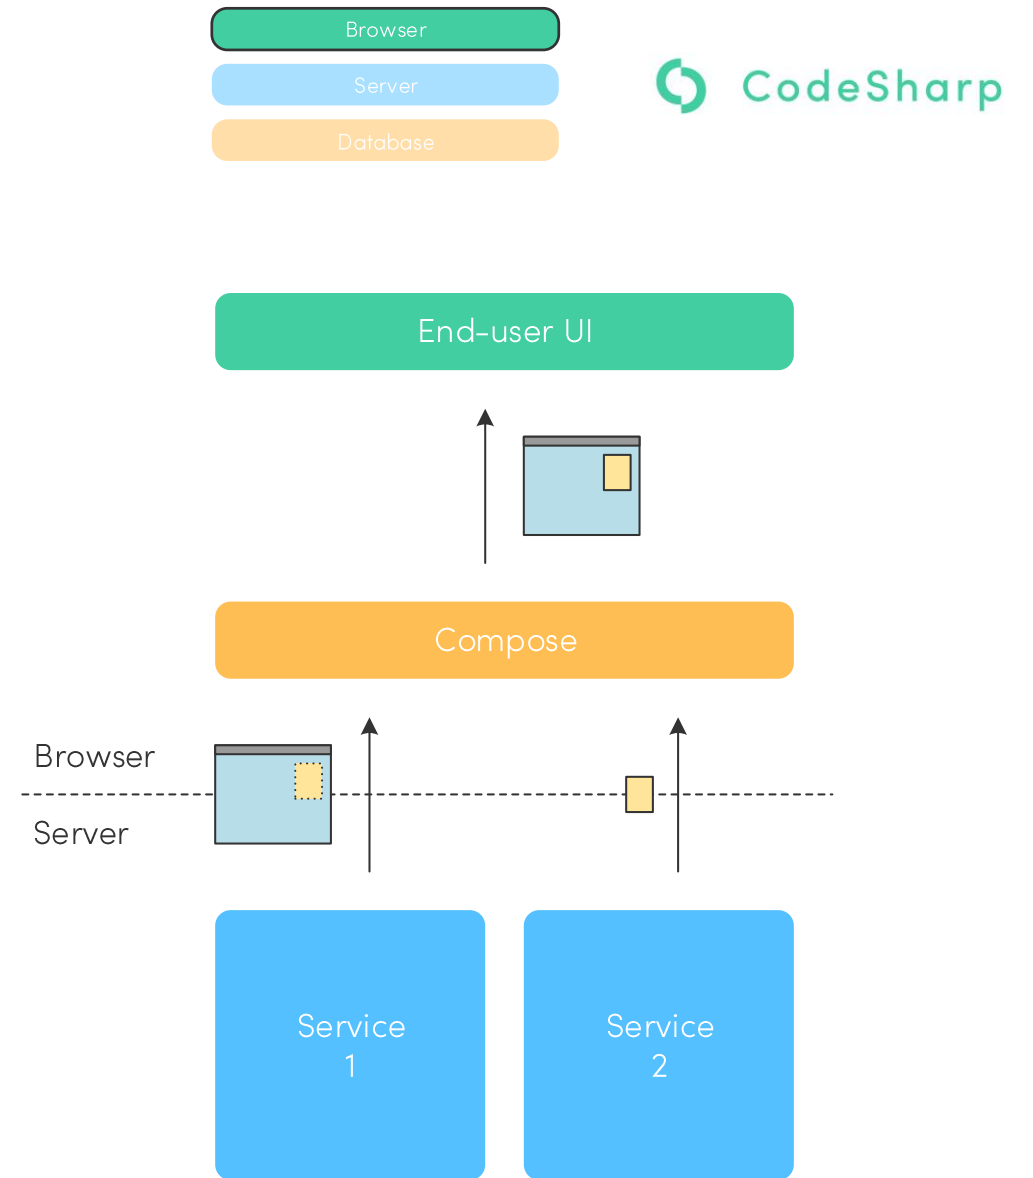 Browser
CodeSharp
Server
Database
End-user UI
Compose
Browser
Server
Service
1
Service
2